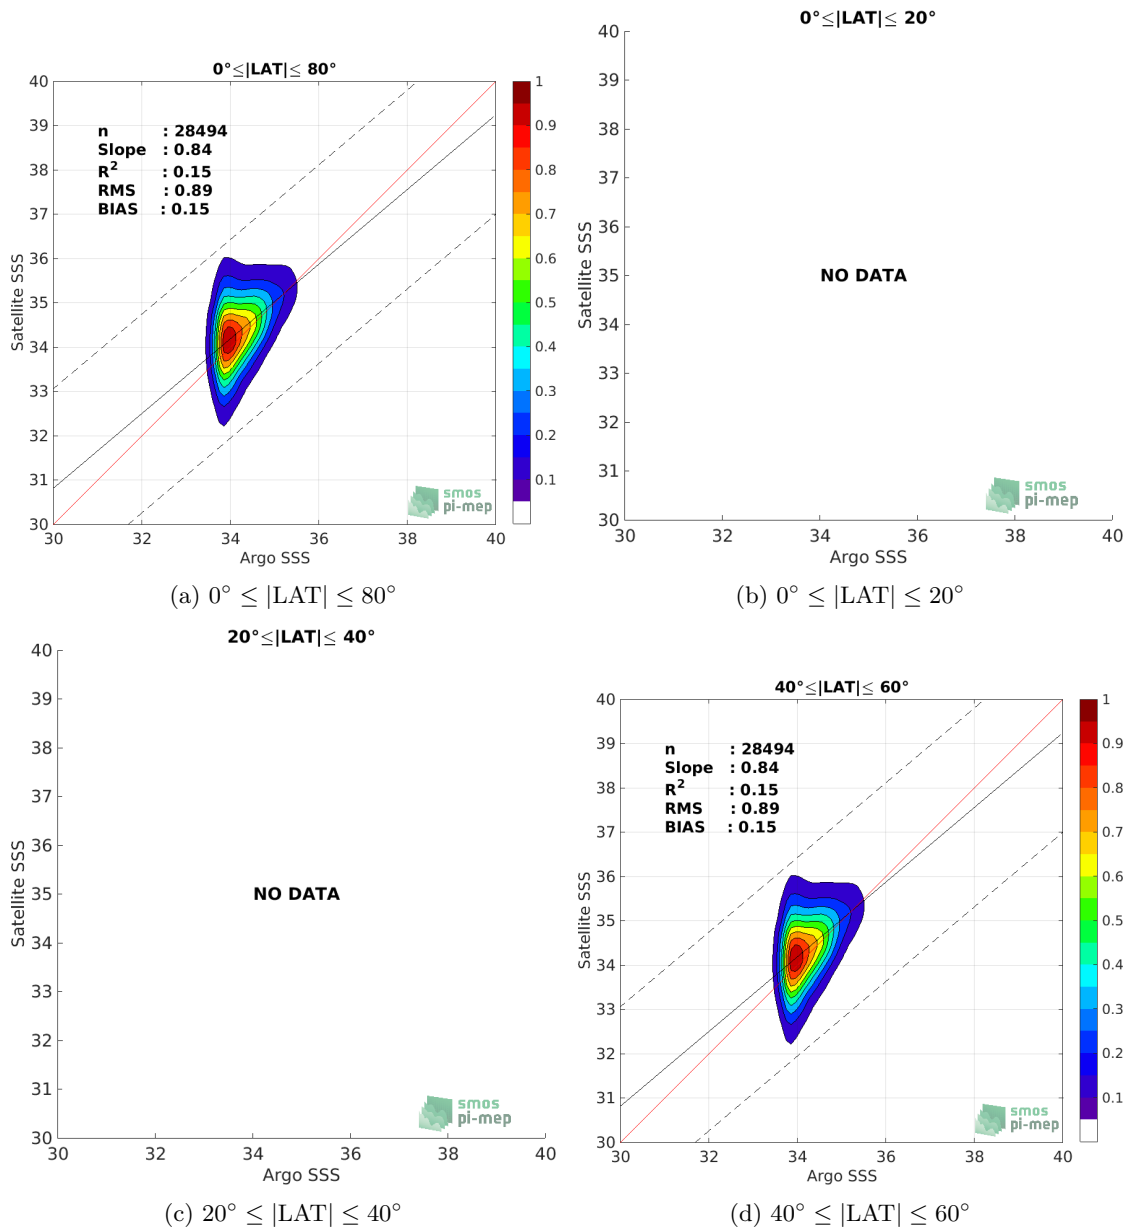 0°≤|LAT|≤ 80°
40
39
38
37
36
35
34
33
32
31
30
Satellite SSS
n : 28494
Slope : 0.84
R² : 0.15
RMS : 0.89
BIAS : 0.15
smos
pi-mep
30 32 34 36 38 40
Argo SSS
1
0.9
0.8
0.7
0.6
0.5
0.4
0.3
0.2
0.1
(a) 0° ≤ |LAT| ≤ 80°
0°≤|LAT|≤ 20°
40
39
38
37
36
35
34
33
32
31
30
Satellite SSS
NO DATA
smos
pi-mep
30 32 34 36 38 40
Argo SSS
(b) 0° ≤ |LAT| ≤ 20°
20°≤|LAT|≤ 40°
40
39
38
37
36
35
34
33
32
31
30
Satellite SSS
NO DATA
smos
pi-mep
30 32 34 36 38 40
Argo SSS
(c) 20° ≤ |LAT| ≤ 40°
40°≤|LAT|≤ 60°
40
39
38
37
36
35
34
33
32
31
30
Satellite SSS
n : 28494
Slope : 0.84
R² : 0.15
RMS : 0.89
BIAS : 0.15
smos
pi-mep
30 32 34 36 38 40
Argo SSS
1
0.9
0.8
0.7
0.6
0.5
0.4
0.3
0.2
0.1
(d) 40° ≤ |LAT| ≤ 60°